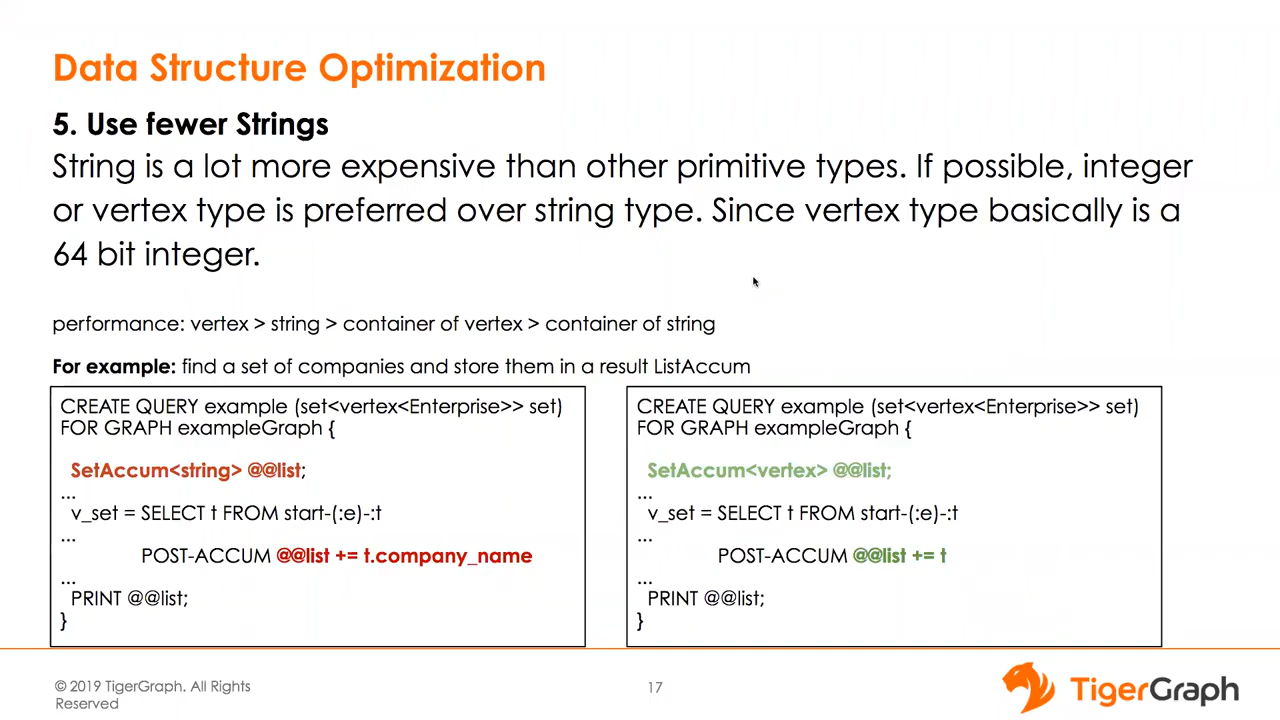 Data Structure Optimization
5. Use fewer Strings
String is a lot more expensive than other primitive types. If possible, integer
or vertex type is preferred over string type. Since vertex type basically is a
64 bit integer.
performance: vertex > string > container of vertex > container of string
For example: find a set of companies and store them in a result ListAccum
CREATE QUERY example (set<vertex<Enterprise>> set)
FOR GRAPH exampleGraph {
SetAccum<string> @@list;
...
v_set = SELECT t FROM start-(:e)-:t
...
POST-ACCUM @@list += t.company_name
...
PRINT @@list;
}
CREATE QUERY example (set<vertex<Enterprise>> set)
FOR GRAPH exampleGraph {
SetAccum<vertex> @@list;
...
v_set = SELECT t FROM start-(:e)-:t
...
POST-ACCUM @@list += t
...
PRINT @@list;
}
© 2019 TigerGraph. All Rights
Reserved
17
TigerGraph